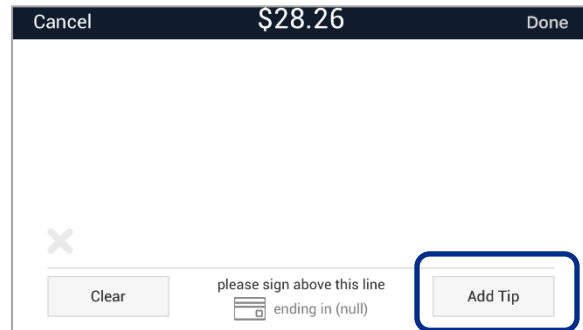 Cancel $28.26 Done
please sign above this line
Clear ending in (null) Add Tip